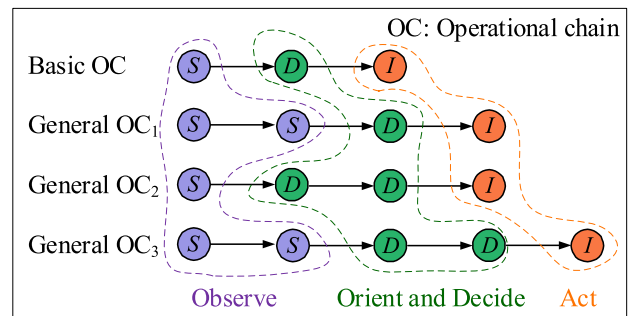 OC: Operational chain
Basic OC S D I
General OC₁ S S D I
General OC₂ S D D I
General OC₃ S S D D I
Observe Orient and Decide Act